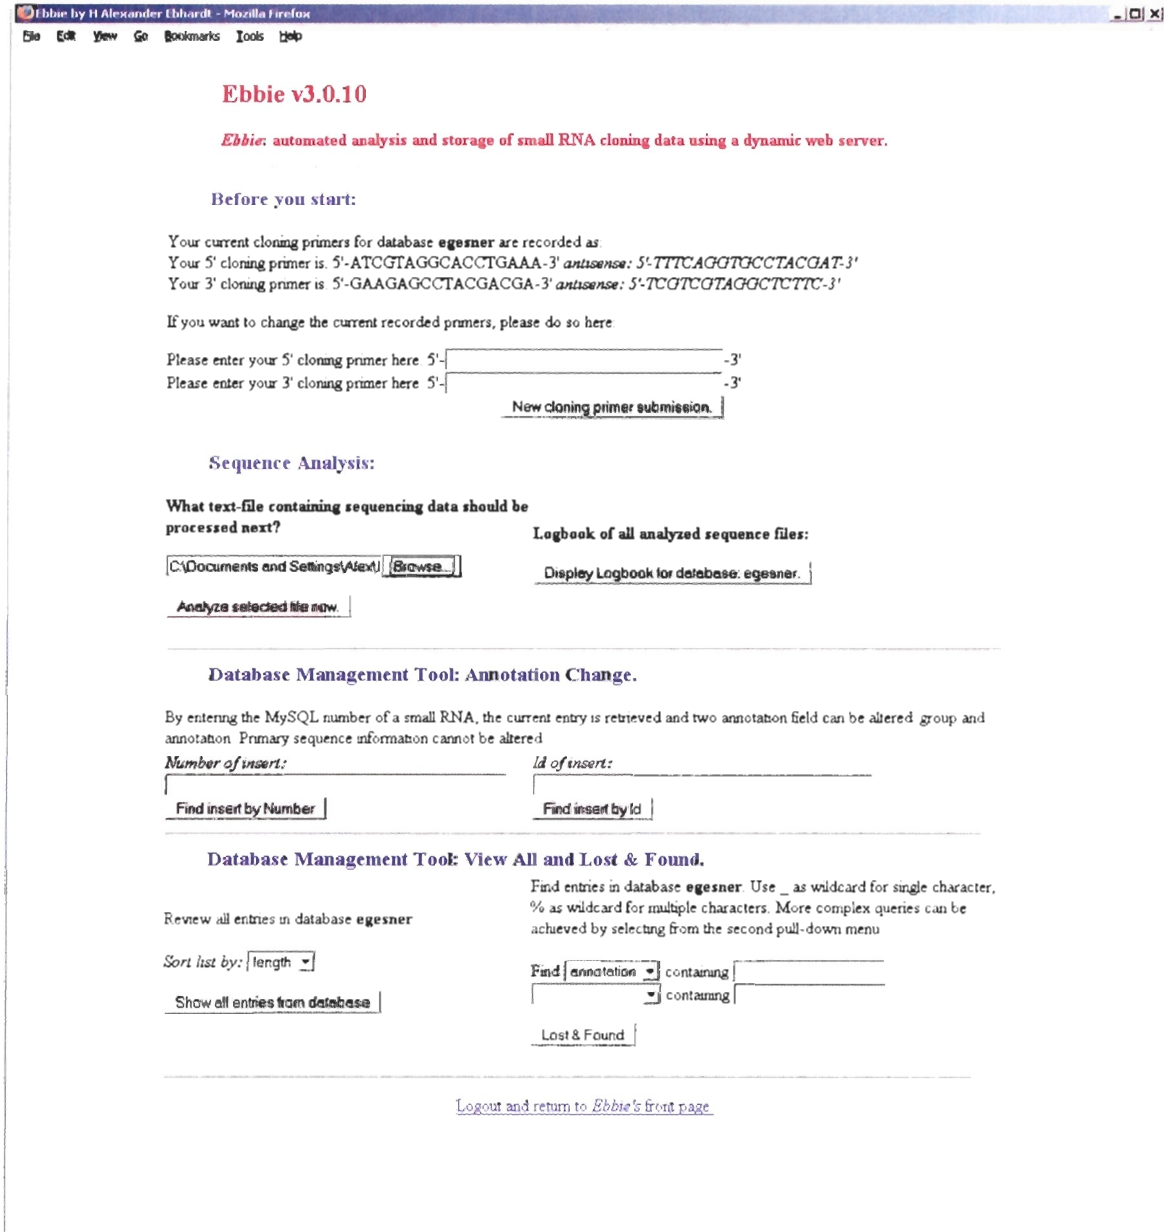 Ebbie by H Alexander Ebhardt - Mozilla Firefox
File Edit View Go Bookmarks Tools Help
Ebbie v3.0.10
Ebbie: automated analysis and storage of small RNA cloning data using a dynamic web server.
Before you start:
Your current cloning primers for database egesner are recorded as:
Your 5' cloning primer is: 5'-ATCGTAGGCACCTGAAA-3' antisense: 5'-TTTCAGGTGCCTACGAT-3'
Your 3' cloning primer is: 5'-GAAGAGCCTACGACGA-3' antisense: 5'-TCGTCGTAGGCTCTTC-3'
If you want to change the current recorded primers, please do so here:
Please enter your 5' cloning primer here: 5'- -3'
Please enter your 3' cloning primer here: 5'- -3'
New cloning primer submission.
Sequence Analysis:
What text-file containing sequencing data should be
processed next?
Logbook of all analyzed sequence files:
C:\Documents and Settings\Alex\ Browse...
Display Logbook for database: egesner.
Analyze selected file now.
Database Management Tool: Annotation Change.
By entering the MySQL number of a small RNA, the current entry is retrieved and two annotation field can be altered: group and
annotation. Primary sequence information cannot be altered.
Number of insert: Id of insert:
Find insert by Number Find insert by Id
Database Management Tool: View All and Lost & Found.
Find entries in database egesner. Use _ as wildcard for single character,
% as wildcard for multiple characters. More complex queries can be
achieved by selecting from the second pull-down menu.
Review all entries in database egesner
Sort list by: length
Find annotation containing
containing
Show all entries from database
Lost & Found
Logout and return to Ebbie's front page.